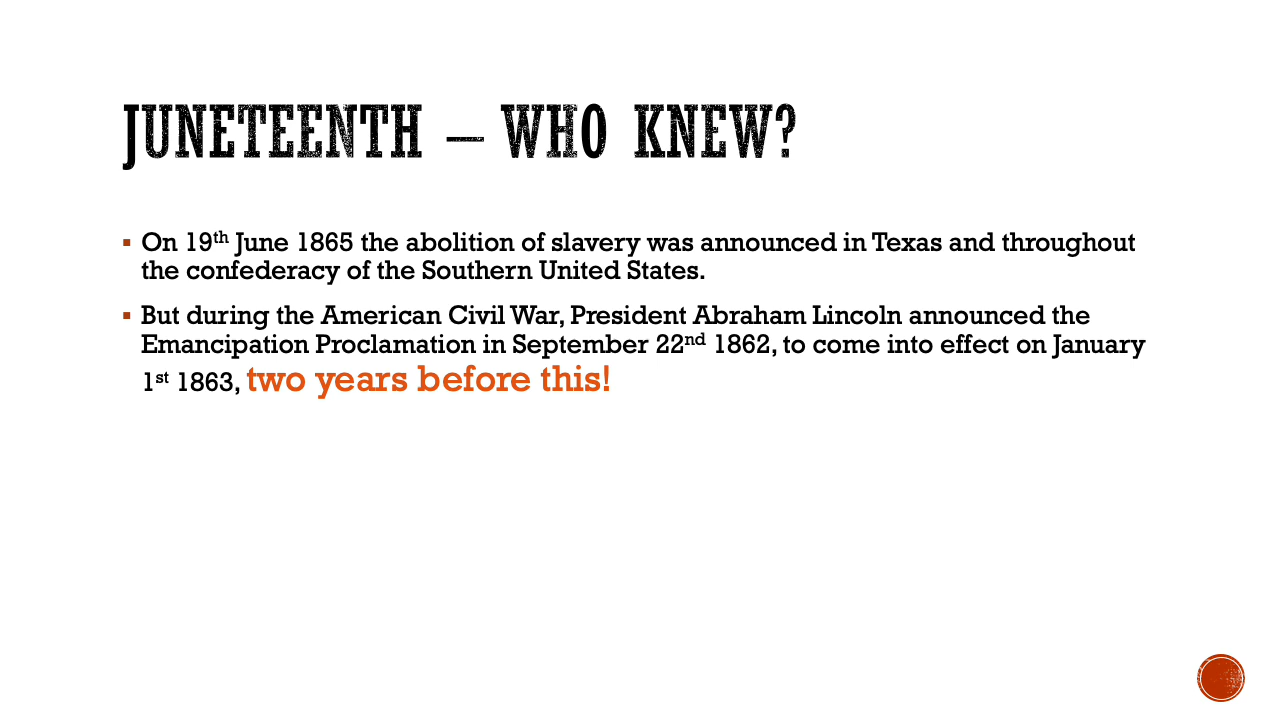 JUNETEENTH – WHO KNEW?
▪ On 19th June 1865 the abolition of slavery was announced in Texas and throughout
the confederacy of the Southern United States.
▪ But during the American Civil War, President Abraham Lincoln announced the
Emancipation Proclamation in September 22nd 1862, to come into effect on January
1st 1863, two years before this!